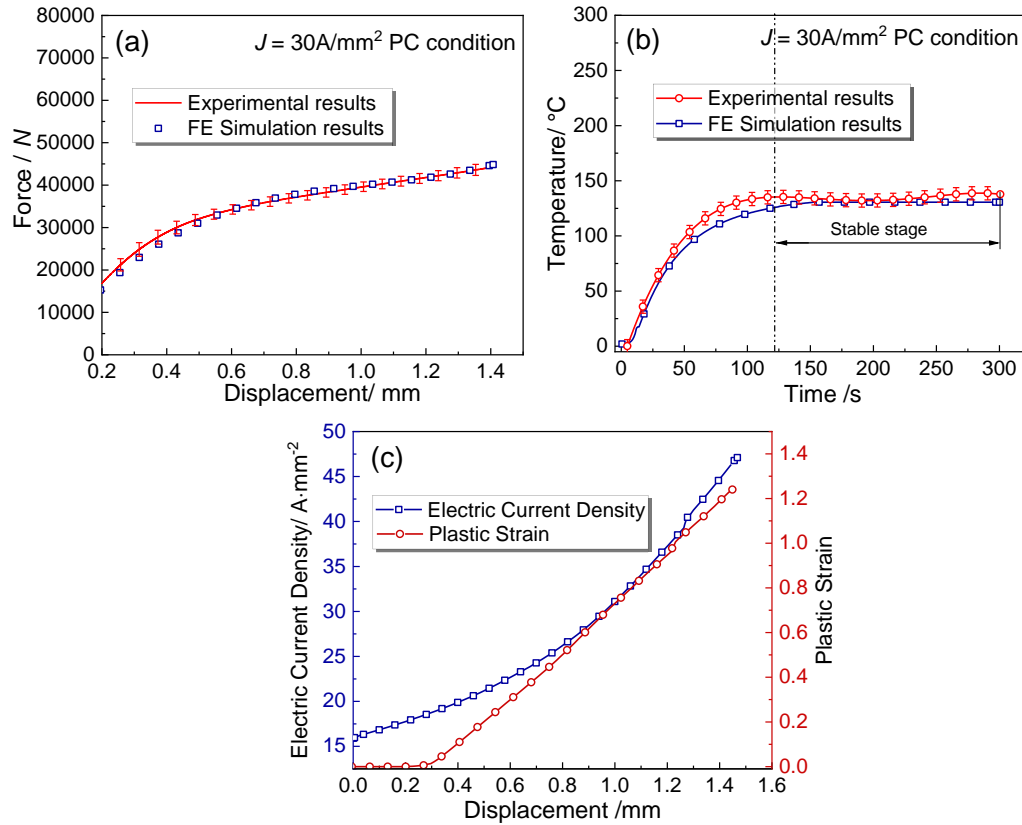 (a)
J = 30A/mm² PC condition
Experimental results
FE Simulation results
Force / N
80000
70000
60000
50000
40000
30000
20000
10000
0
0.2 0.4 0.6 0.8 1.0 1.2 1.4
Displacement/ mm
(b)
J = 30A/mm² PC condition
Experimental results
FE Simulation results
Stable stage
Temperature/ °C
300
250
200
150
100
50
0
0 50 100 150 200 250 300
Time /s
(c)
Electric Current Density
Plastic Strain
Electric Current Density/ A·mm⁻²
50
45
40
35
30
25
20
15
0.0 0.2 0.4 0.6 0.8 1.0 1.2 1.4 1.6
Displacement /mm
1.4
1.2
1.0
0.8
0.6
0.4
0.2
0.0
Plastic Strain